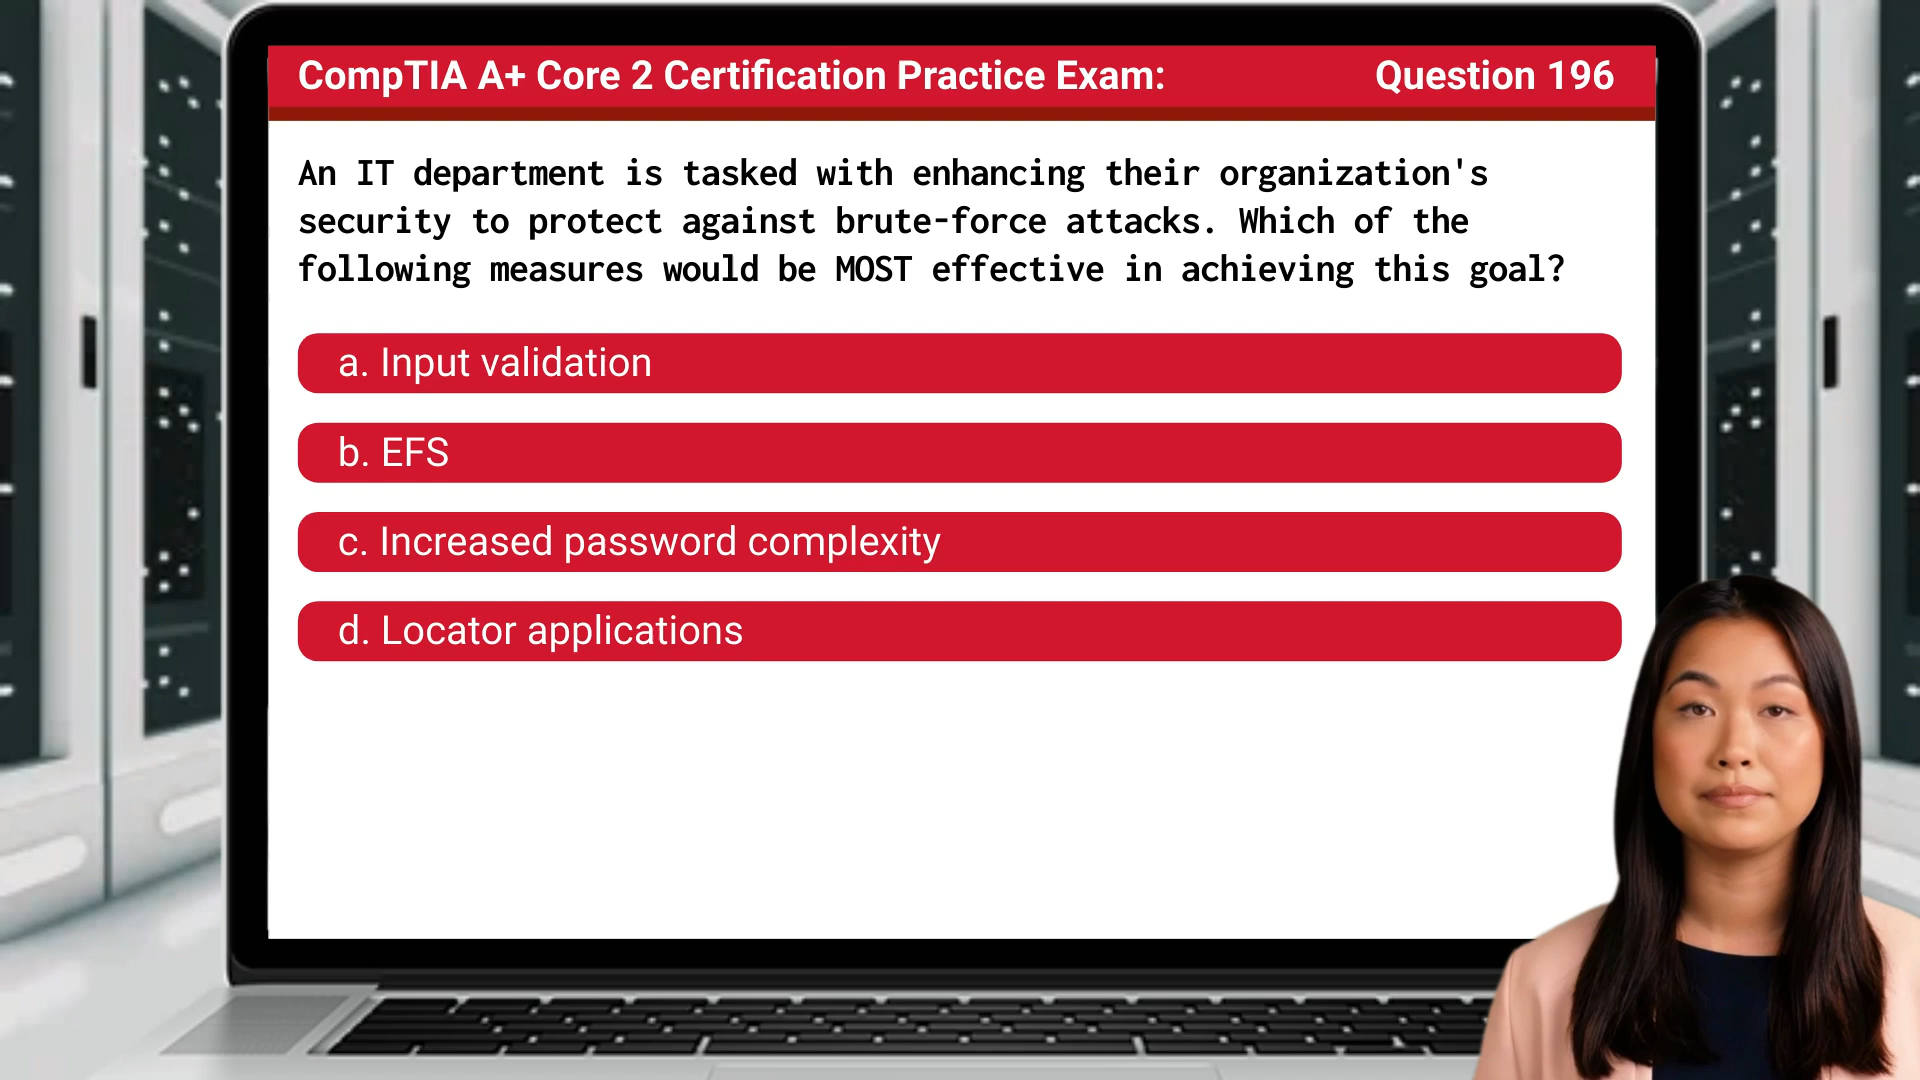 CompTIA A+ Core 2 Certification Practice Exam: Question 196
An IT department is tasked with enhancing their organization's
security to protect against brute-force attacks. Which of the
following measures would be MOST effective in achieving this goal?
a. Input validation
b. EFS
c. Increased password complexity
d. Locator applications